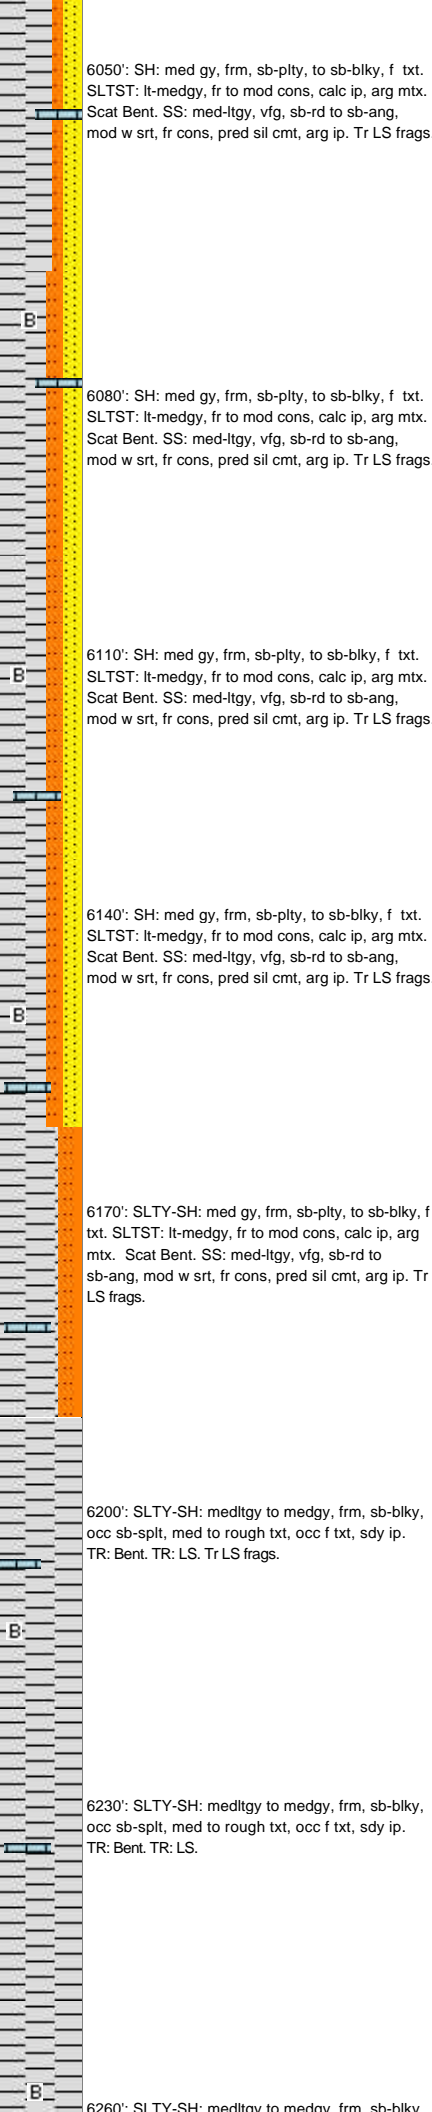 6050': SH: med gy, frm, sb-plty, to sb-blky, f txt.
SLTST: lt-medgy, fr to mod cons, calc ip, arg mtx.
Scat Bent. SS: med-ltgy, vfg, sb-rd to sb-ang,
mod w srt, fr cons, pred sil cmt, arg ip. Tr LS frags
B
6080': SH: med gy, frm, sb-plty, to sb-blky, f txt.
SLTST: lt-medgy, fr to mod cons, calc ip, arg mtx.
Scat Bent. SS: med-ltgy, vfg, sb-rd to sb-ang,
mod w srt, fr cons, pred sil cmt, arg ip. Tr LS frags
6110': SH: med gy, frm, sb-plty, to sb-blky, f txt.
B
SLTST: lt-medgy, fr to mod cons, calc ip, arg mtx.
Scat Bent. SS: med-ltgy, vfg, sb-rd to sb-ang,
mod w srt, fr cons, pred sil cmt, arg ip. Tr LS frags
6140': SH: med gy, frm, sb-plty, to sb-blky, f txt.
SLTST: lt-medgy, fr to mod cons, calc ip, arg mtx.
Scat Bent. SS: med-ltgy, vfg, sb-rd to sb-ang,
mod w srt, fr cons, pred sil cmt, arg ip. Tr LS frags
B
6170': SLTY-SH: med gy, frm, sb-plty, to sb-blky, f
txt. SLTST: lt-medgy, fr to mod cons, calc ip, arg
mtx. Scat Bent. SS: med-ltgy, vfg, sb-rd to
sb-ang, mod w srt, fr cons, pred sil cmt, arg ip. Tr
LS frags.
6200': SLTY-SH: medltgy to medgy, frm, sb-blky,
occ sb-splt, med to rough txt, occ f txt, sdy ip.
TR: Bent. TR: LS. Tr LS frags.
B
6230': SLTY-SH: medltgy to medgy, frm, sb-blky,
occ sb-splt, med to rough txt, occ f txt, sdy ip.
TR: Bent. TR: LS.
B
6260': SLTY-SH: medltgy to medgy, frm, sb-blky